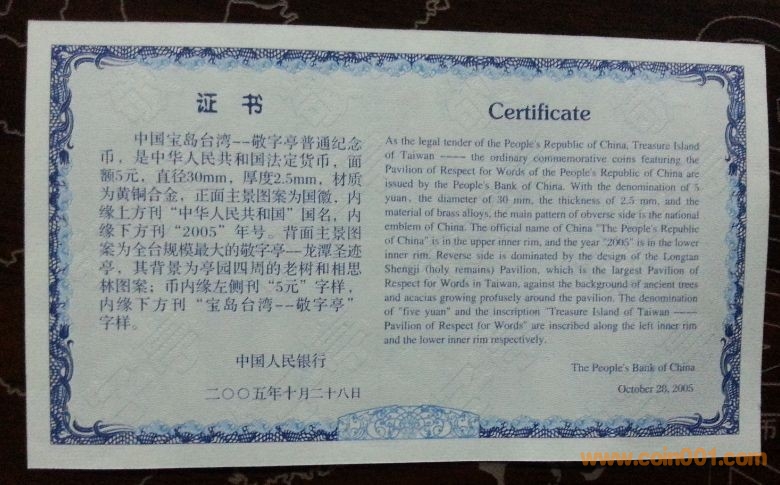 证书
中国宝岛台湾--敬字亭普通纪念
币，是中华人民共和国法定货币，面
额5元，直径30mm，厚度2.5mm，材质
为黄铜合金，正面主景图案为国徽，内
缘上方刊“中华人民共和国”国名，内
缘下方刊“2005”年号。背面主景图
案为全台规模最大的敬字亭--龙潭圣迹
亭，其背景为亭园四周的老树和相思
林图案；币内缘左侧刊“5元”字样，
内缘下方刊“宝岛台湾--敬字亭”
字样。
中国人民银行
二〇〇五年十月二十八日
Certificate
As the legal tender of the People's Republic of China, Treasure Island
of Taiwan —— the ordinary commemorative coins featuring the
Pavilion of Respect for Words of the People's Republic of China are
issued by the People's Bank of China. With the denomination of 5
yuan, the diameter of 30 mm, the thickness of 2.5 mm, and the
material of brass alloys, the main pattern of obverse side is the national
emblem of China. The official name of China "The People's Republic
of China" is in the upper inner rim, and the year "2005" is in the lower
inner rim. Reverse side is dominated by the design of the Longtan
Shengji (holy remains) Pavilion, which is the largest Pavilion of
Respect for Words in Taiwan, against the background of ancient trees
and acacias growing profusely around the pavilion. The denomination
of "five yuan" and the inscription "Treasure Island of Taiwan ——
Pavilion of Respect for Words" are inscribed along the left inner rim
and the lower inner rim respectively.
The People's Bank of China
October 28, 2005
www.coin001.com